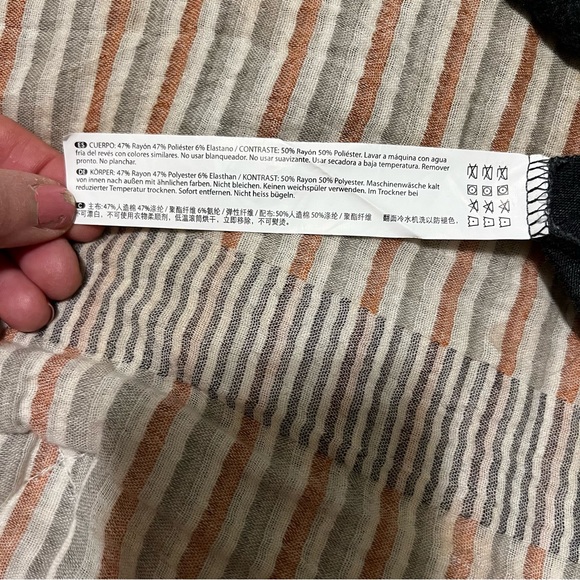 ES CUERPO: 47% Rayón 47% Poliéster 6% Elastano / CONTRASTE: 50% Rayón 50% Poliéster. Lavar a máquina con agua
fría del revés con colores similares. No usar blanqueador. No usar suavizante. Usar secadora a baja temperatura. Remover
pronto. No planchar.
DE KÖRPER: 47% Rayon 47% Polyester 6% Elasthan / KONTRAST: 50% Rayon 50% Polyester. Maschinenwäsche kalt
von innen nach außen mit ähnlichen farben. Nicht bleichen. Keinen weichspüler verwenden. Im Trockner bei
reduzierter Temperatur trocknen. Sofort entfernen. Nicht heiss bügeln.
C 主布: 47%人造棉 47%涤纶 / 聚酯纤维 6%氨纶 / 弹性纤维 / 配布: 50%人造棉 50%涤纶 / 聚酯纤维 翻面冷水机洗以防褪色,
不可漂白, 不可使用衣物柔顺剂, 低温滚筒烘干, 立即移除, 不可熨烫。